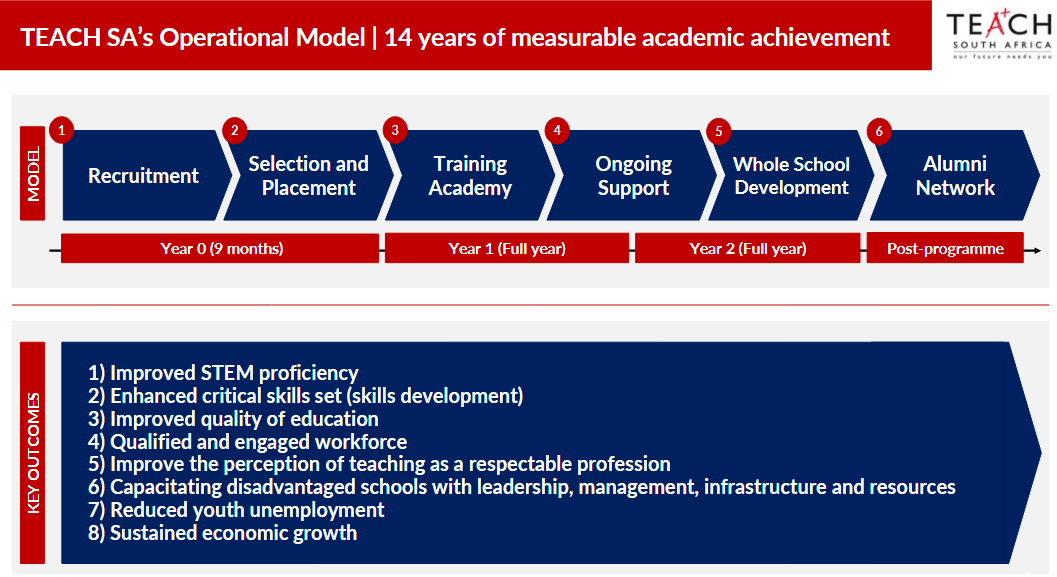 TEACH SA's Operational Model | 14 years of measurable academic achievement
TEACH
SOUTH AFRICA
our future needs you
MODEL
1
Recruitment
2
Selection and
Placement
3
Training
Academy
4
Ongoing
Support
5
Whole School
Development
6
Alumni
Network
Year 0 (9 months)
Year 1 (Full year)
Year 2 (Full year)
Post-programme
KEY OUTCOMES
1) Improved STEM proficiency
2) Enhanced critical skills set (skills development)
3) Improved quality of education
4) Qualified and engaged workforce
5) Improve the perception of teaching as a respectable profession
6) Capacitating disadvantaged schools with leadership, management, infrastructure and resources
7) Reduced youth unemployment
8) Sustained economic growth